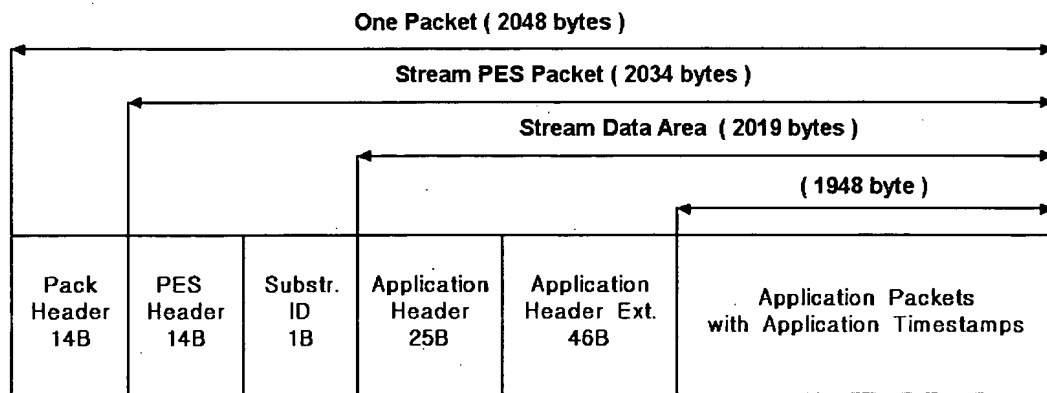 One Packet ( 2048 bytes )
Stream PES Packet ( 2034 bytes )
Stream Data Area ( 2019 bytes )
( 1948 byte )
Pack
Header
14B
PES
Header
14B
Substr.
ID
1B
Application
Header
25B
Application
Header Ext.
46B
Application Packets
with Application Timestamps